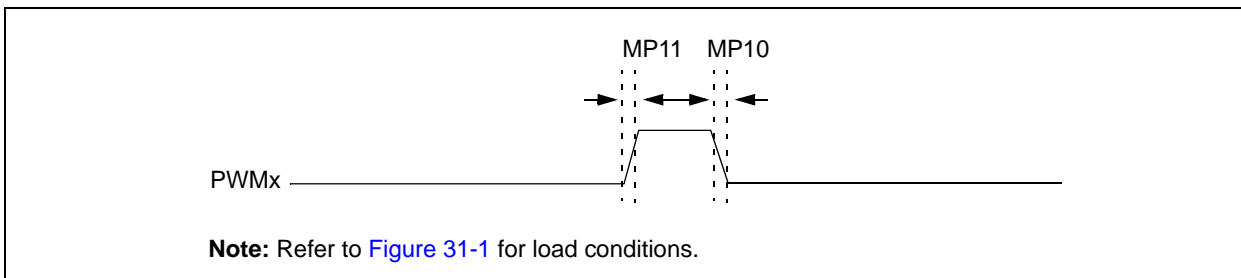 MP11 MP10
PWMx
Note: Refer to Figure 31-1 for load conditions.